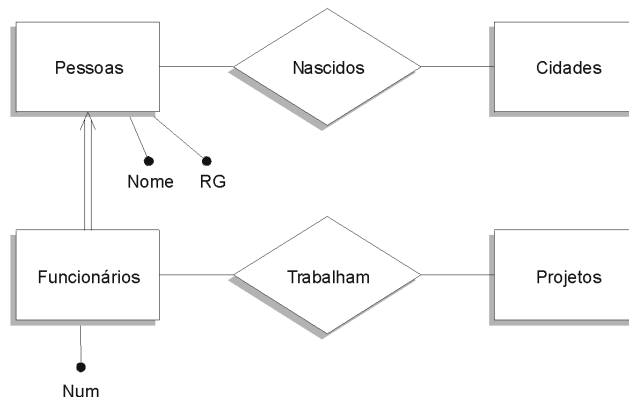 Pessoas
Nascidos
Cidades
Nome
RG
Funcionários
Trabalham
Projetos
Num